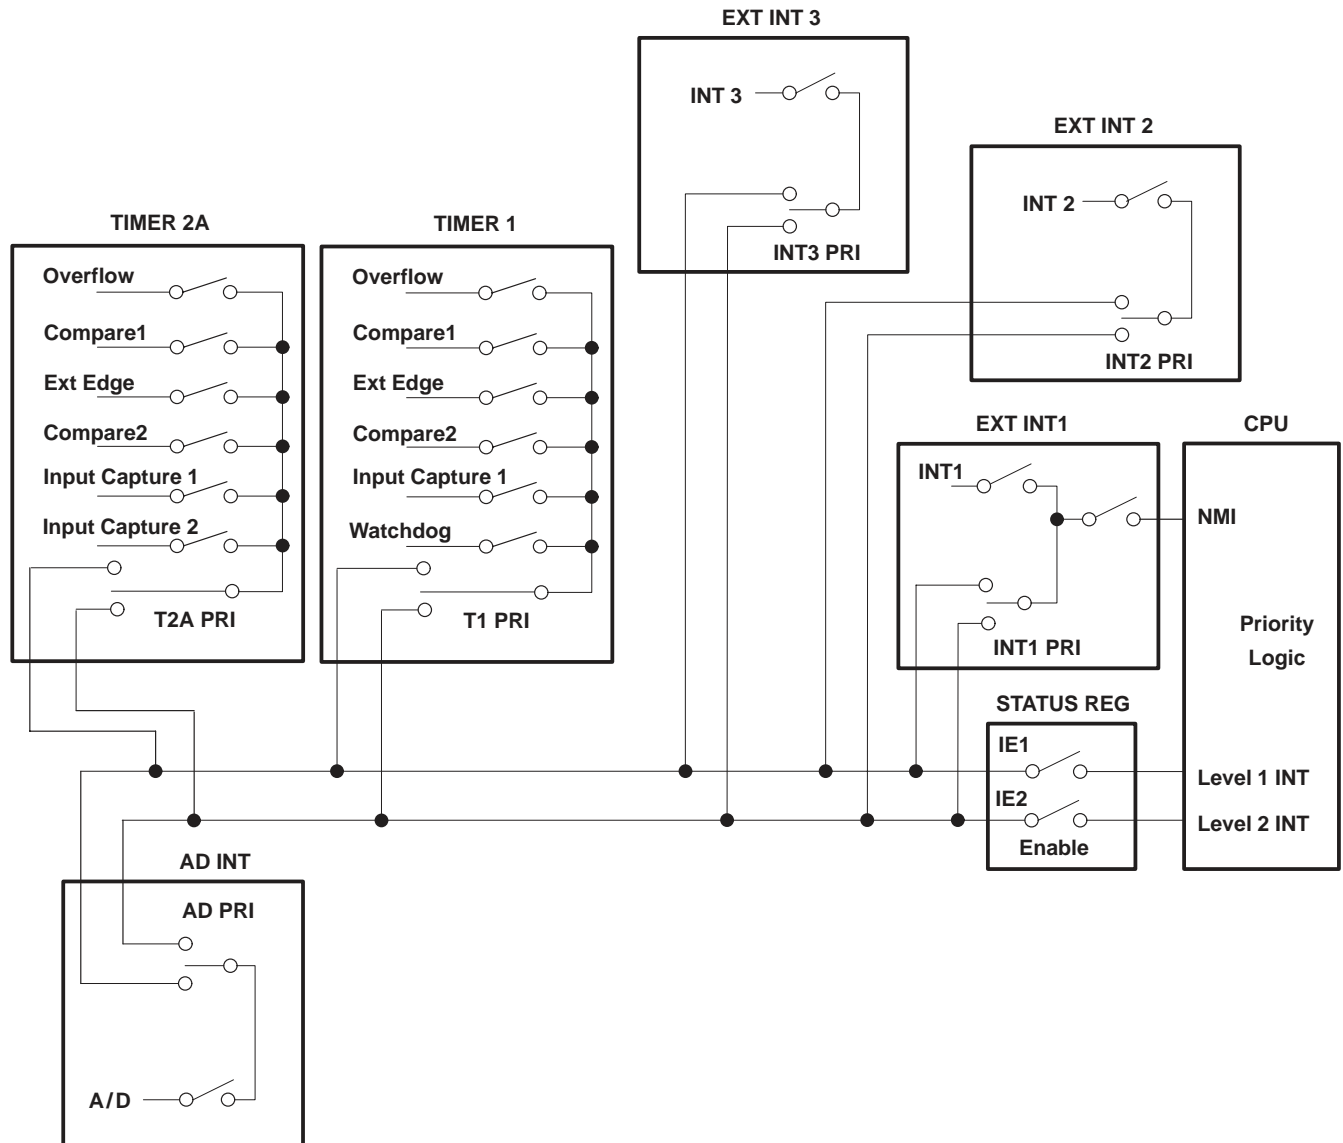 EXT INT 3
INT 3
INT3 PRI
EXT INT 2
INT 2
INT2 PRI
TIMER 2A
Overflow
Compare1
Ext Edge
Compare2
Input Capture 1
Input Capture 2
T2A PRI
TIMER 1
Overflow
Compare1
Ext Edge
Compare2
Input Capture 1
Watchdog
T1 PRI
EXT INT1
INT1
INT1 PRI
CPU
NMI
Priority
Logic
Level 1 INT
Level 2 INT
STATUS REG
IE1
IE2
Enable
AD INT
AD PRI
A/D